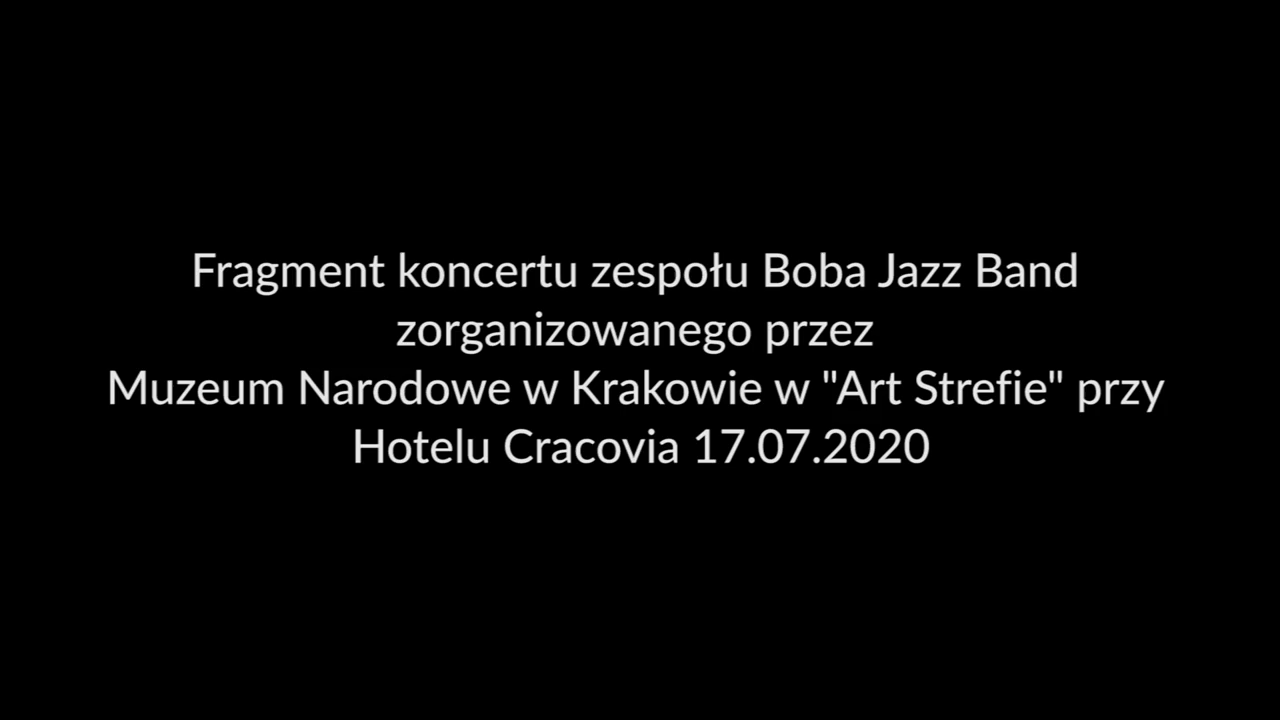 Fragment koncertu zespołu Boba Jazz Band
zorganizowanego przez
Muzeum Narodowe w Krakowie w "Art Strefie" przy
Hotelu Cracovia 17.07.2020